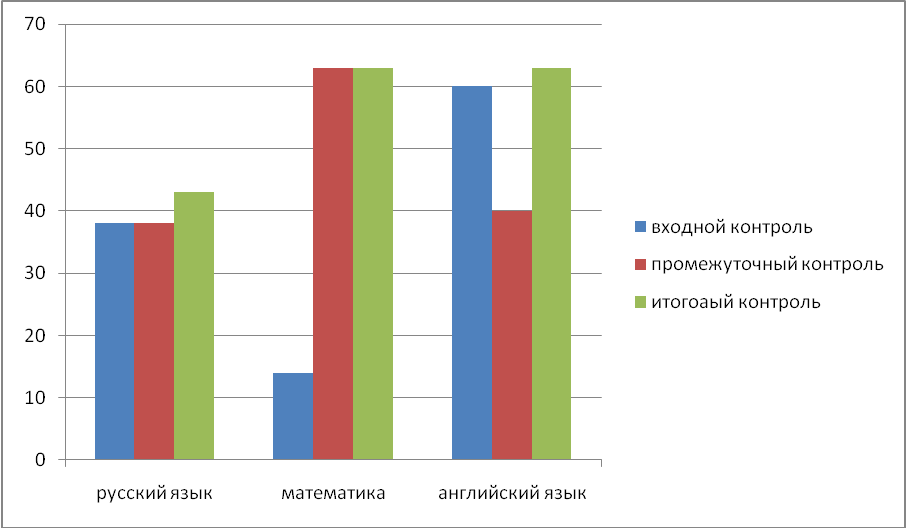 70
60
50
40
30
20
10
0
русский язык
математика
английский язык
входной контроль
промежуточный контроль
итогоаый контроль